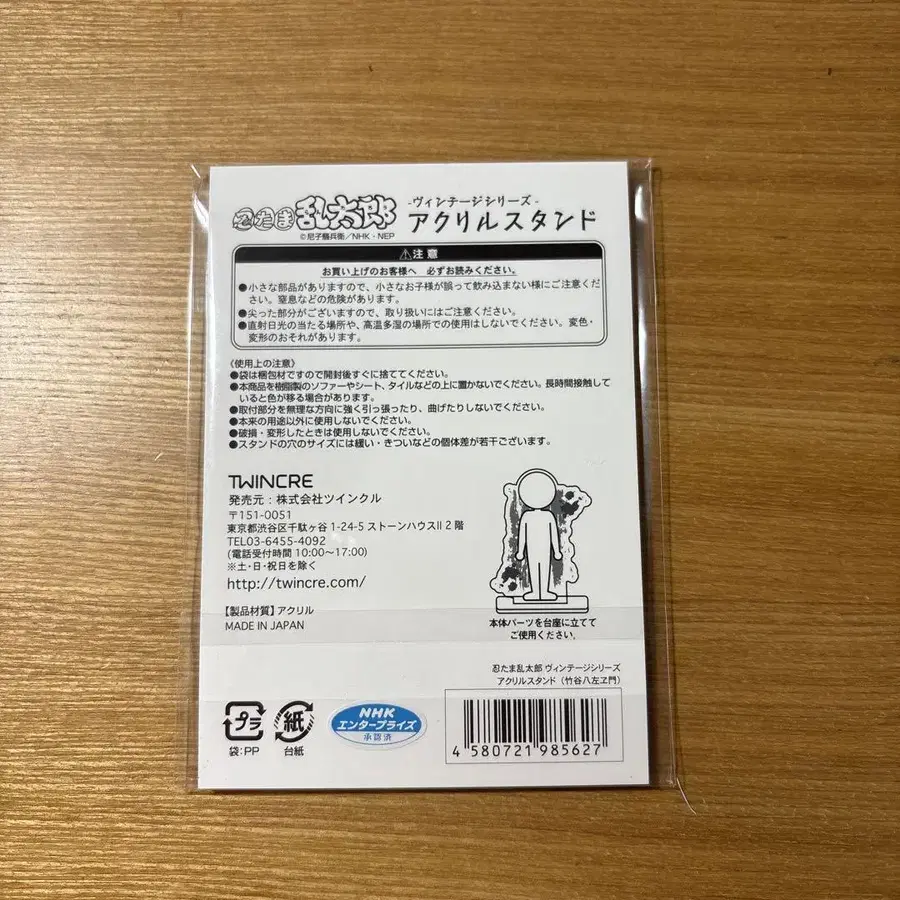 忍たま乱太郎
-ヴィンテージシリーズ-
アクリルスタンド
©尼子騒兵衛/NHK・NEP
⚠注意
お買い上げのお客様へ 必ずお読みください。
●小さな部品がありますので、小さなお子様が誤って飲み込まない様にご注意くだ
さい。窒息などの危険があります。
●尖った部分がございますので、取り扱いにはご注意ください。
●直射日光の当たる場所や、高温多湿の場所での使用はしないでください。変色・
変形のおそれがあります。
《使用上の注意》
●袋は梱包材ですので開封後すぐに捨ててください。
●本商品を樹脂製のソファーやシート、タイルなどの上に置かないでください。長時間接触して
いると色が移る場合があります。
●取付部分を無理な方向に強く引っ張ったり、曲げたりしないでください。
●本来の用途以外に使用しないでください。
●破損・変形したときは使用しないでください。
●スタンドの穴のサイズには緩い・きついなどの個体差が若干ございます。
TWINCRE
発売元:株式会社ツインクル
〒151-0051
東京都渋谷区千駄ヶ谷1-24-5 ストーンハウスII 2階
TEL03-6455-4092
(電話受付時間 10:00~17:00)
※土・日・祝日を除く
http://twincre.com/
【製品材質】アクリル
MADE IN JAPAN
本体パーツを台座に立てて
ご使用ください。
忍たま乱太郎 ヴィンテージシリーズ
アクリルスタンド(竹谷八左ヱ門)
プラ
袋:PP
紙
台紙
NHK
エンタープライズ
承認済
4 580721 985627